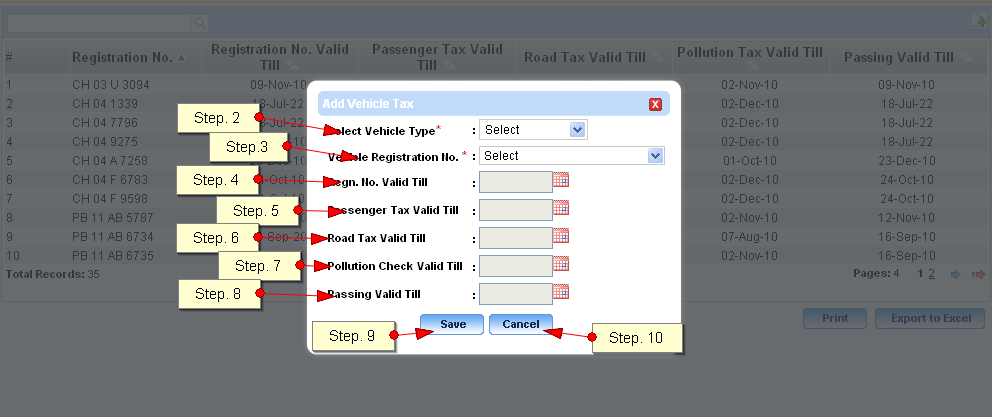 # Registration No. Registration No. Valid Till Passenger Tax Valid Till Road Tax Valid Till Pollution Tax Valid Till Passing Valid Till
1 CH 03 U 3094 09-Nov-10 02-Nov-10 09-Nov-10
2 CH 04 1339 18-Jul-22 02-Dec-10 18-Jul-22
3 CH 04 7796 02-Dec-10 18-Jul-22
4 CH 04 9275 02-Dec-10 18-Jul-22
5 CH 04 A 7258 01-Oct-10 23-Dec-10
6 CH 04 F 6783 -Oct-10 02-Dec-10 24-Oct-10
7 CH 04 F 9598 02-Dec-10 24-Oct-10
8 PB 11 AB 5787 02-Nov-10 12-Nov-10
9 PB 11 AB 6734 -Sep-20 07-Aug-10 16-Sep-10
10 PB 11 AB 6735 02-Nov-10 16-Sep-10
Total Records: 35 Pages: 4 1 2
Print Export to Excel
Add Vehicle Tax X
Step. 2 Select Vehicle Type* : Select
Step.3 Vehicle Registration No. * : Select
Step. 4 Regn. No. Valid Till :
Step. 5 Passenger Tax Valid Till :
Step. 6 Road Tax Valid Till :
Step. 7 Pollution Check Valid Till :
Step. 8 Passing Valid Till :
Save Cancel
Step. 9 Step. 10